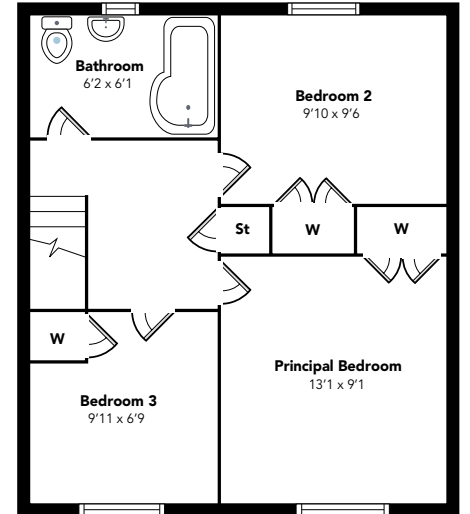 Bathroom
6'2 x 6'1
Bedroom 2
9'10 x 9'6
St
W
W
W
Principal Bedroom
13'1 x 9'1
Bedroom 3
9'11 x 6'9